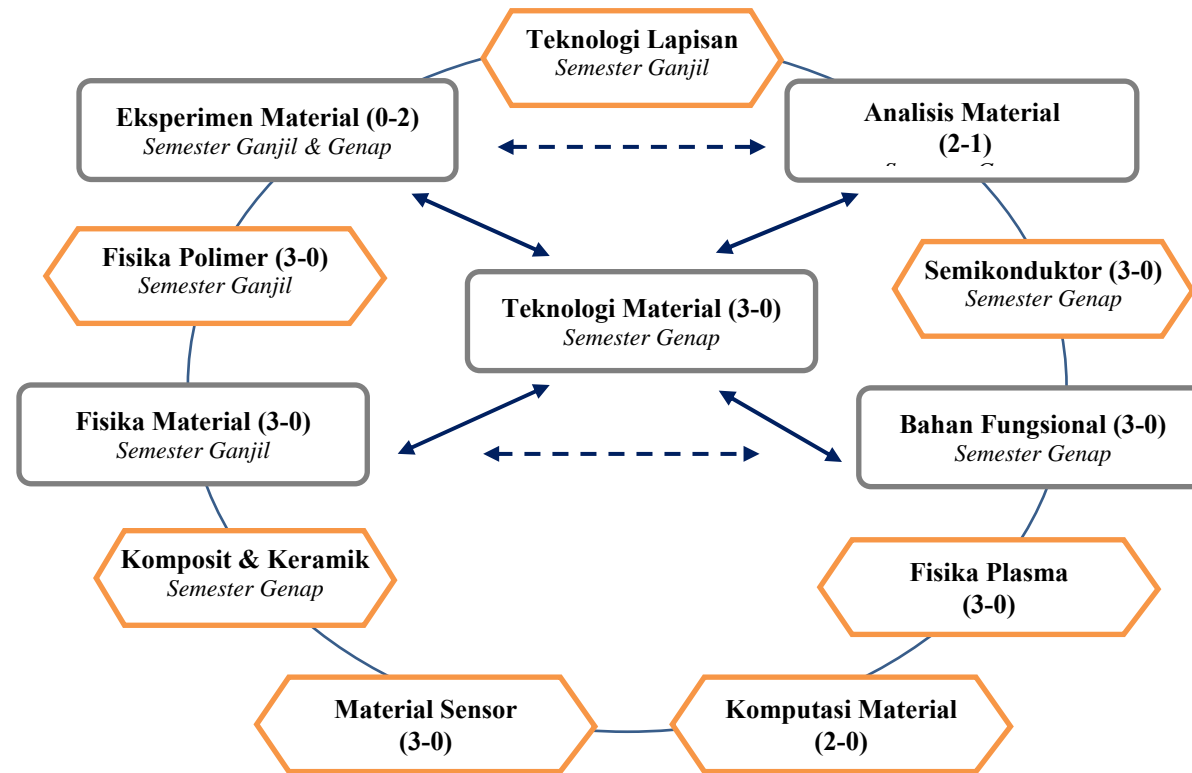 Teknologi Lapisan
Semester Ganjil
Eksperimen Material (0-2)
Semester Ganjil & Genap
Analisis Material
(2-1)
Fisika Polimer (3-0)
Semester Ganjil
Semikonduktor (3-0)
Semester Genap
Teknologi Material (3-0)
Semester Genap
Fisika Material (3-0)
Semester Ganjil
Bahan Fungsional (3-0)
Semester Genap
Komposit & Keramik
Semester Genap
Fisika Plasma
(3-0)
Material Sensor
(3-0)
Komputasi Material
(2-0)